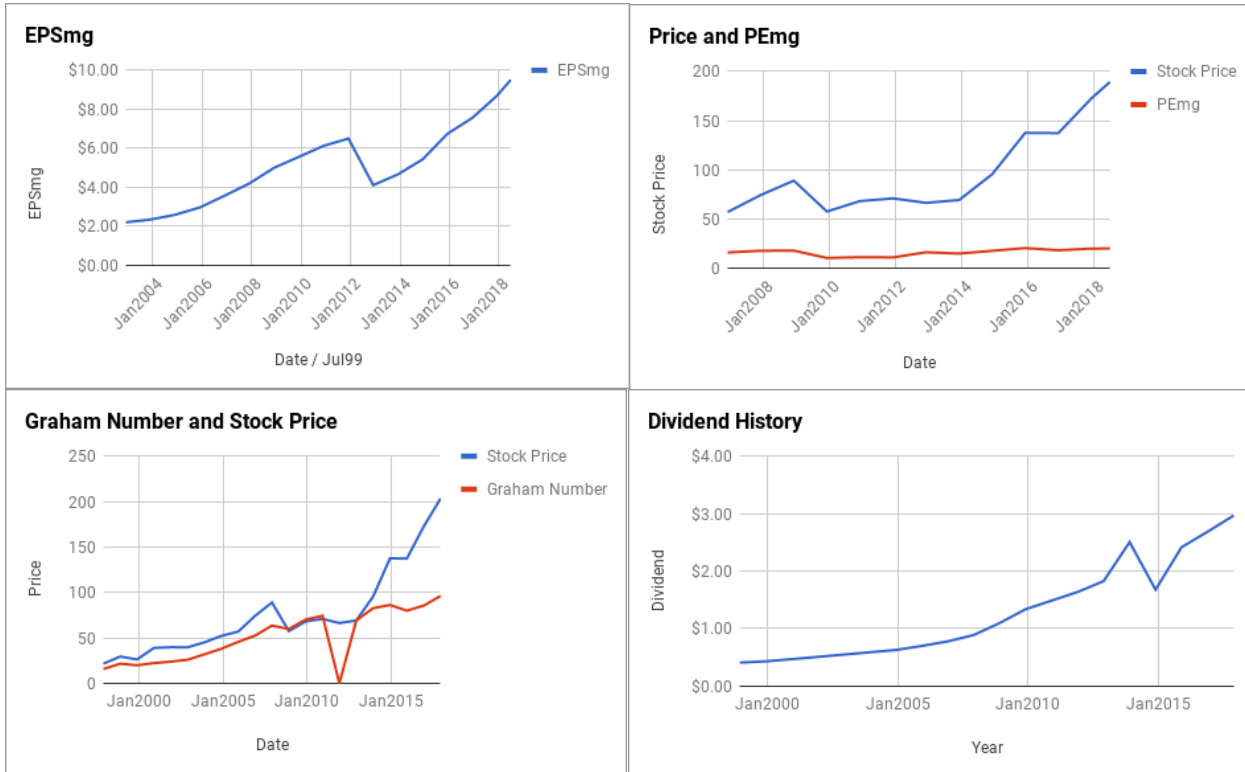 EPSmg
$10.00
$8.00
$6.00
$4.00
$2.00
$0.00
EPSmg
Jan2004
Jan2006
Jan2008
Jan2010
Jan2012
Jan2014
Jan2016
Jan2018
Date / Jul99
EPSmg
Price and PEmg
200
150
100
50
0
Stock Price
Jan2008
Jan2010
Jan2012
Jan2014
Jan2016
Jan2018
Date
Stock Price
PEmg
Graham Number and Stock Price
250
200
150
100
50
0
Price
Jan2000
Jan2005
Jan2010
Jan2015
Date
Stock Price
Graham Number
Dividend History
$4.00
$3.00
$2.00
$1.00
$0.00
Dividend
Jan2000
Jan2005
Jan2010
Jan2015
Year